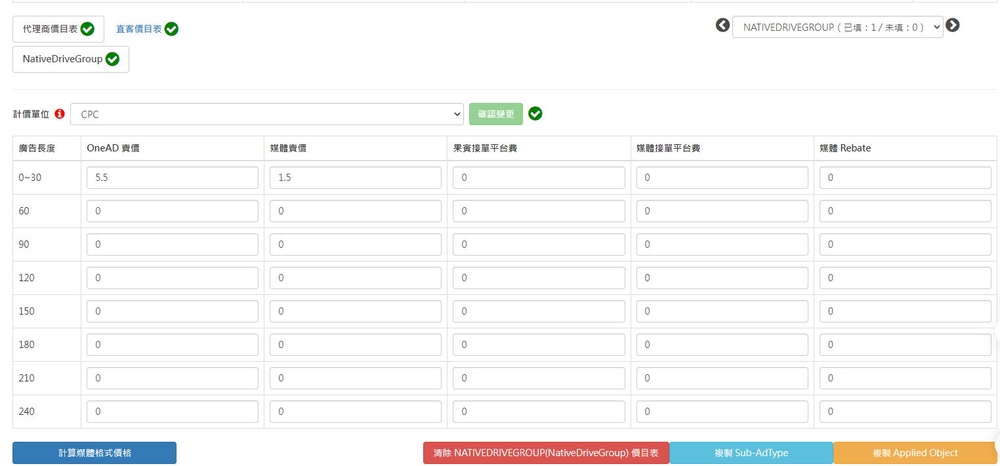 代理商價目表 直客價目表 NATIVEDRIVEGROUP ( 已填 : 1 / 未填 : 0 )
NativeDriveGroup
計價單位 CPC 確認變更
廣告長度 OneAD 賣價 媒體賣價 果實接單平台費 媒體接單平台費 媒體 Rebate
0~30 5.5 1.5 0 0 0
60 0 0 0 0 0
90 0 0 0 0 0
120 0 0 0 0 0
150 0 0 0 0 0
180 0 0 0 0 0
210 0 0 0 0 0
240 0 0 0 0 0
計算媒體格式價格 清除 NATIVEDRIVEGROUP(NativeDriveGroup) 價目表 複製 Sub-AdType 複製 Applied Object